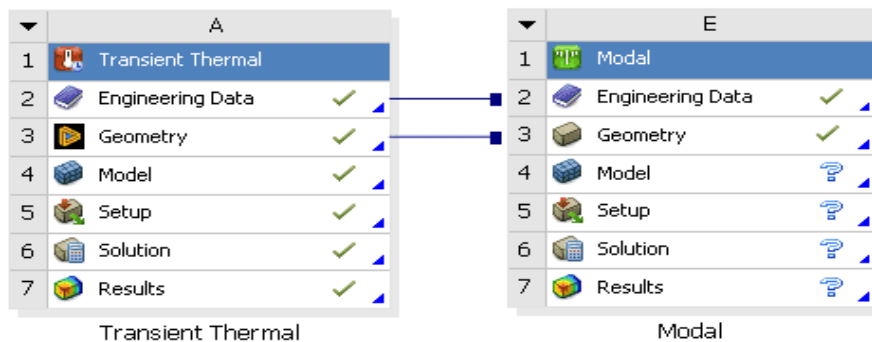 A
1 Transient Thermal
2 Engineering Data
3 Geometry
4 Model
5 Setup
6 Solution
7 Results
Transient Thermal
E
1 Modal
2 Engineering Data
3 Geometry
4 Model
5 Setup
6 Solution
7 Results
Modal